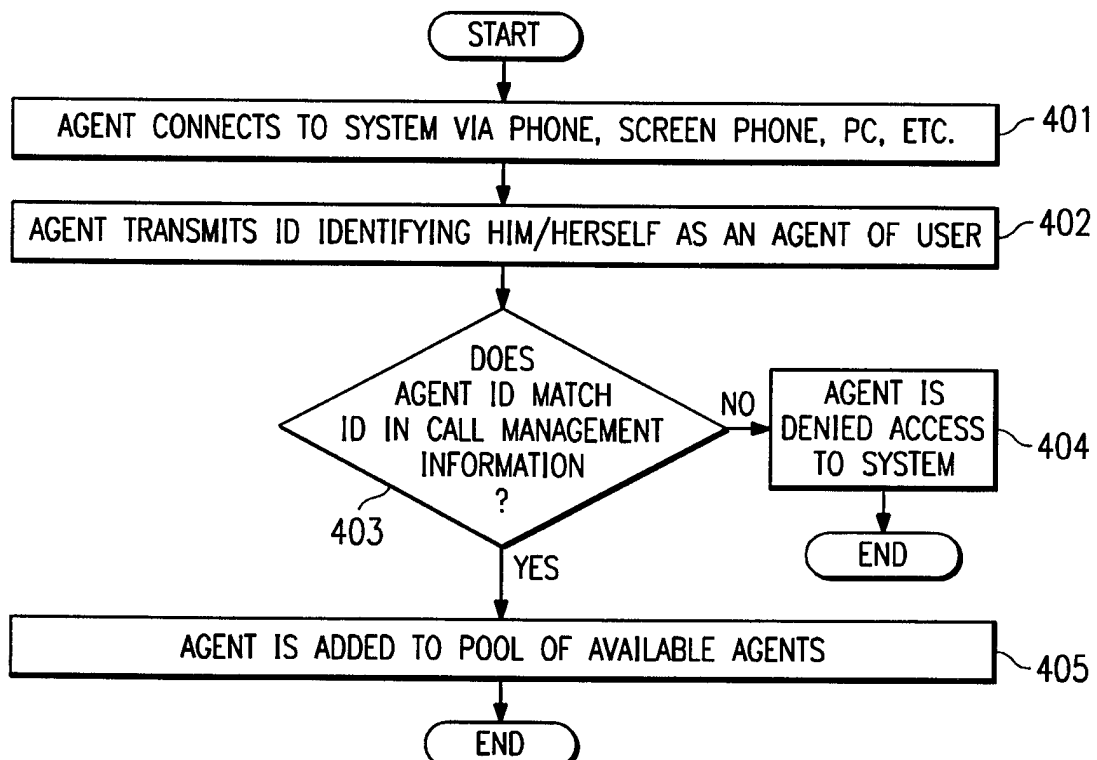 START
AGENT CONNECTS TO SYSTEM VIA PHONE, SCREEN PHONE, PC, ETC.
401
AGENT TRANSMITS ID IDENTIFYING HIM/HERSELF AS AN AGENT OF USER
402
DOES
AGENT ID MATCH
ID IN CALL MANAGEMENT
INFORMATION
?
403
NO
AGENT IS
DENIED ACCESS
TO SYSTEM
404
END
YES
AGENT IS ADDED TO POOL OF AVAILABLE AGENTS
405
END